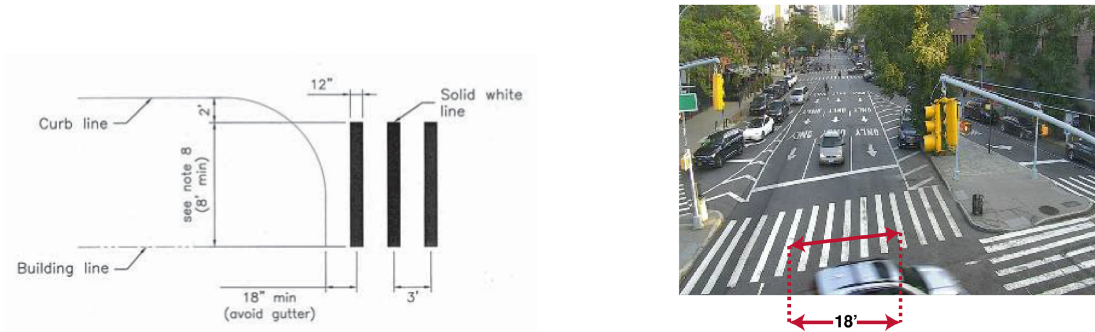 12"
Solid white
line
2'
Curb line
see note 8
(8' min)
Building line
18" min
(avoid gutter)
3'
ONLY
ONLY
ONLY
18'